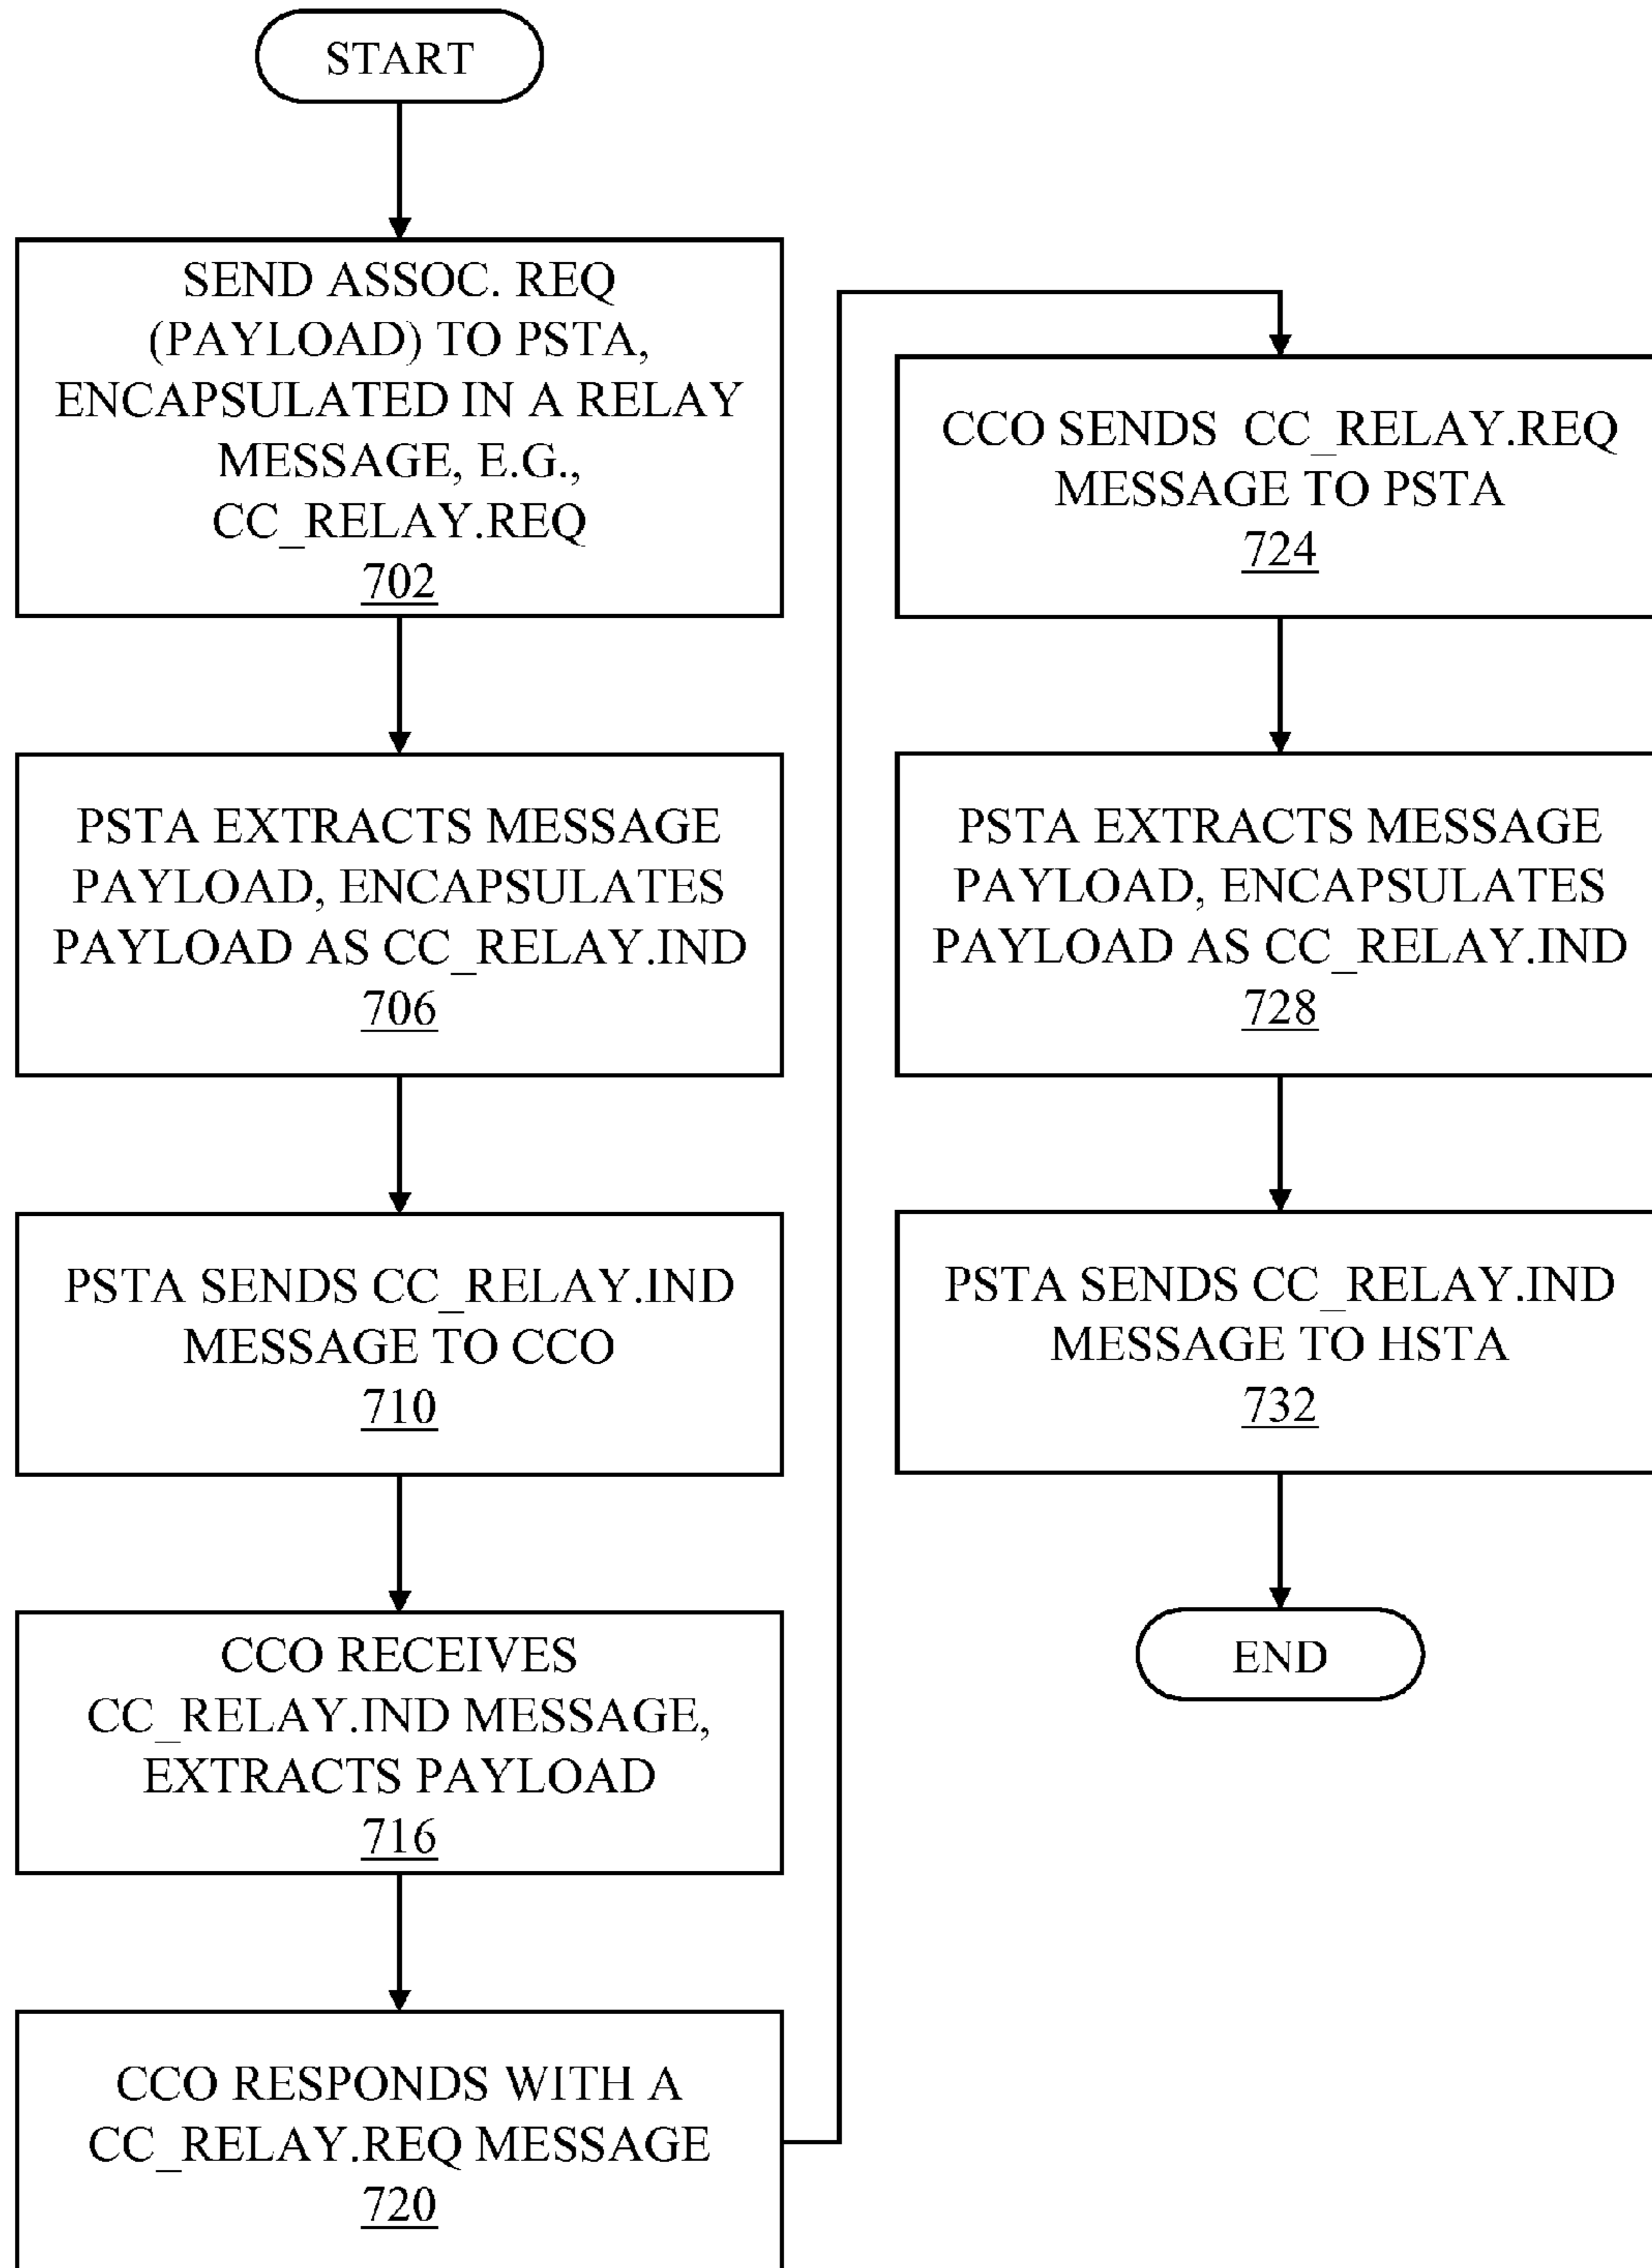 START
SEND ASSOC. REQ
(PAYLOAD) TO PSTA,
ENCAPSULATED IN A RELAY
MESSAGE, E.G.,
CC_RELAY.REQ
702
PSTA EXTRACTS MESSAGE
PAYLOAD, ENCAPSULATES
PAYLOAD AS CC_RELAY.IND
706
PSTA SENDS CC_RELAY.IND
MESSAGE TO CCO
710
CCO RECEIVES
CC_RELAY.IND MESSAGE,
EXTRACTS PAYLOAD
716
CCO RESPONDS WITH A
CC_RELAY.REQ MESSAGE
720
CCO SENDS CC_RELAY.REQ
MESSAGE TO PSTA
724
PSTA EXTRACTS MESSAGE
PAYLOAD, ENCAPSULATES
PAYLOAD AS CC_RELAY.IND
728
PSTA SENDS CC_RELAY.IND
MESSAGE TO HSTA
732
END